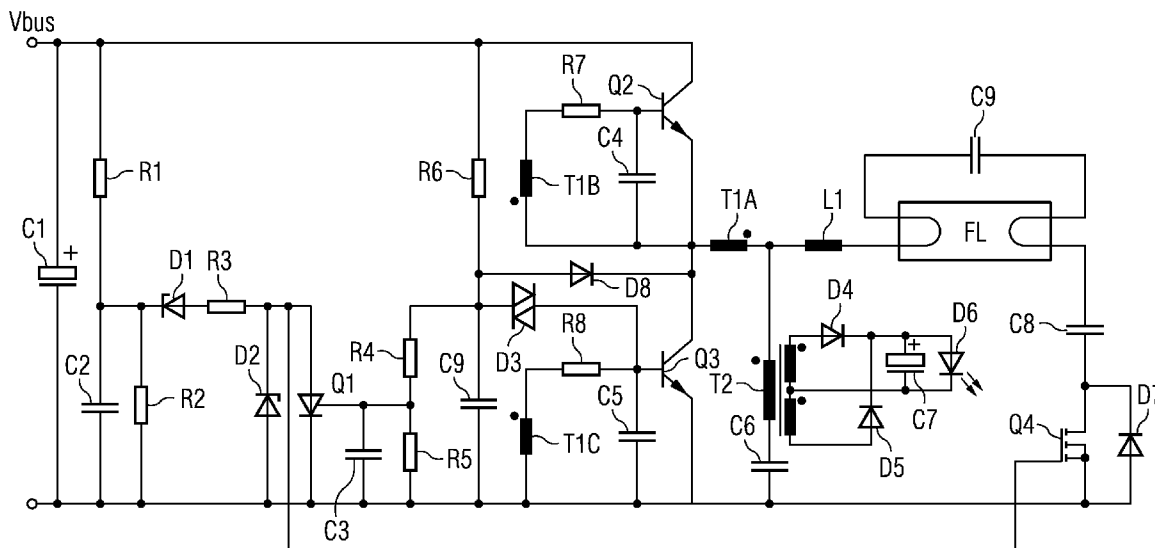 Vbus
R7
Q2
C9
C4
R1
R6
T1B
T1A
L1
FL
C1
+
D1
R3
D8
D4
D6
C8
R8
+
D2
R4
D3
Q3
C2
Q1
C9
T2
R2
C5
C7
D7
Q4
R5
T1C
C6
D5
C3